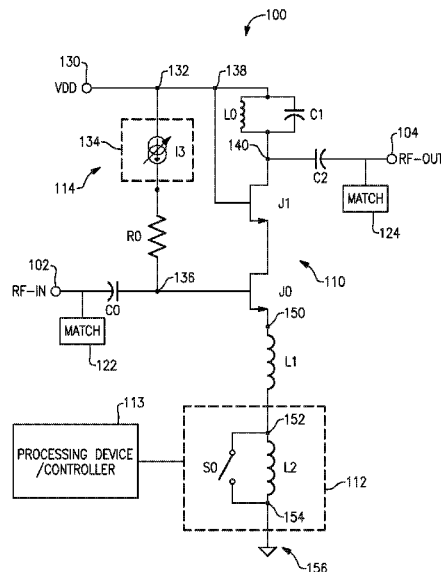 100
130
VDD
132
138
134
I3
114
L0
C1
140
104
RF-OUT
C2
MATCH
124
J1
R0
102
RF-IN
C0
136
J0
110
MATCH
122
150
L1
113
PROCESSING DEVICE
/CONTROLLER
152
S0
L2
154
112
156